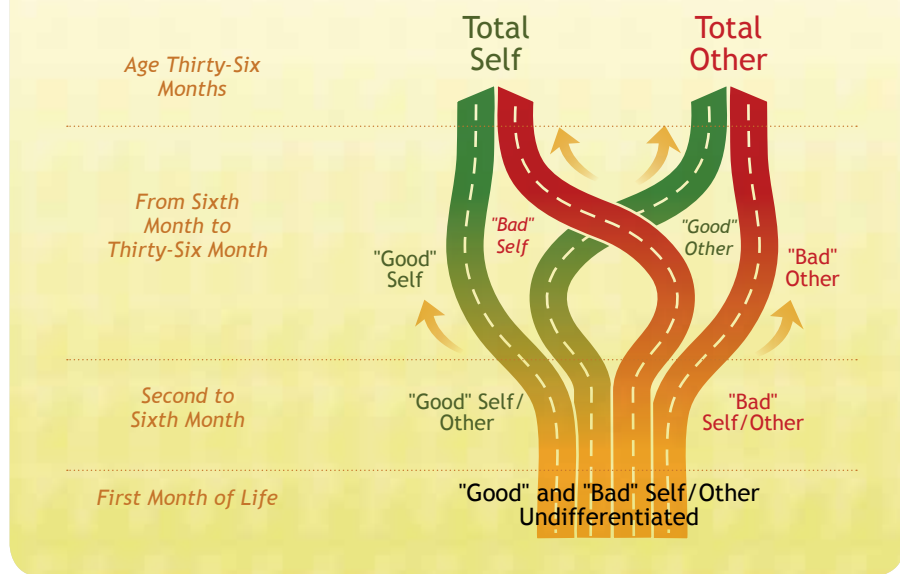 Total
Self
Total
Other
Age Thirty-Six
Months
From Sixth
Month to
Thirty-Six Month
"Bad"
Self
"Good"
Other
"Good"
Self
"Bad"
Other
Second to
Sixth Month
"Good" Self/
Other
"Bad"
Self/Other
First Month of Life
"Good" and "Bad" Self/Other
Undifferentiated